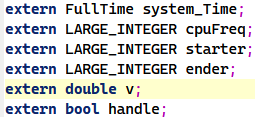 extern FullTime system_Time;
extern LARGE_INTEGER cpuFreq;
extern LARGE_INTEGER starter;
extern LARGE_INTEGER ender;
extern double v;
extern bool handle;